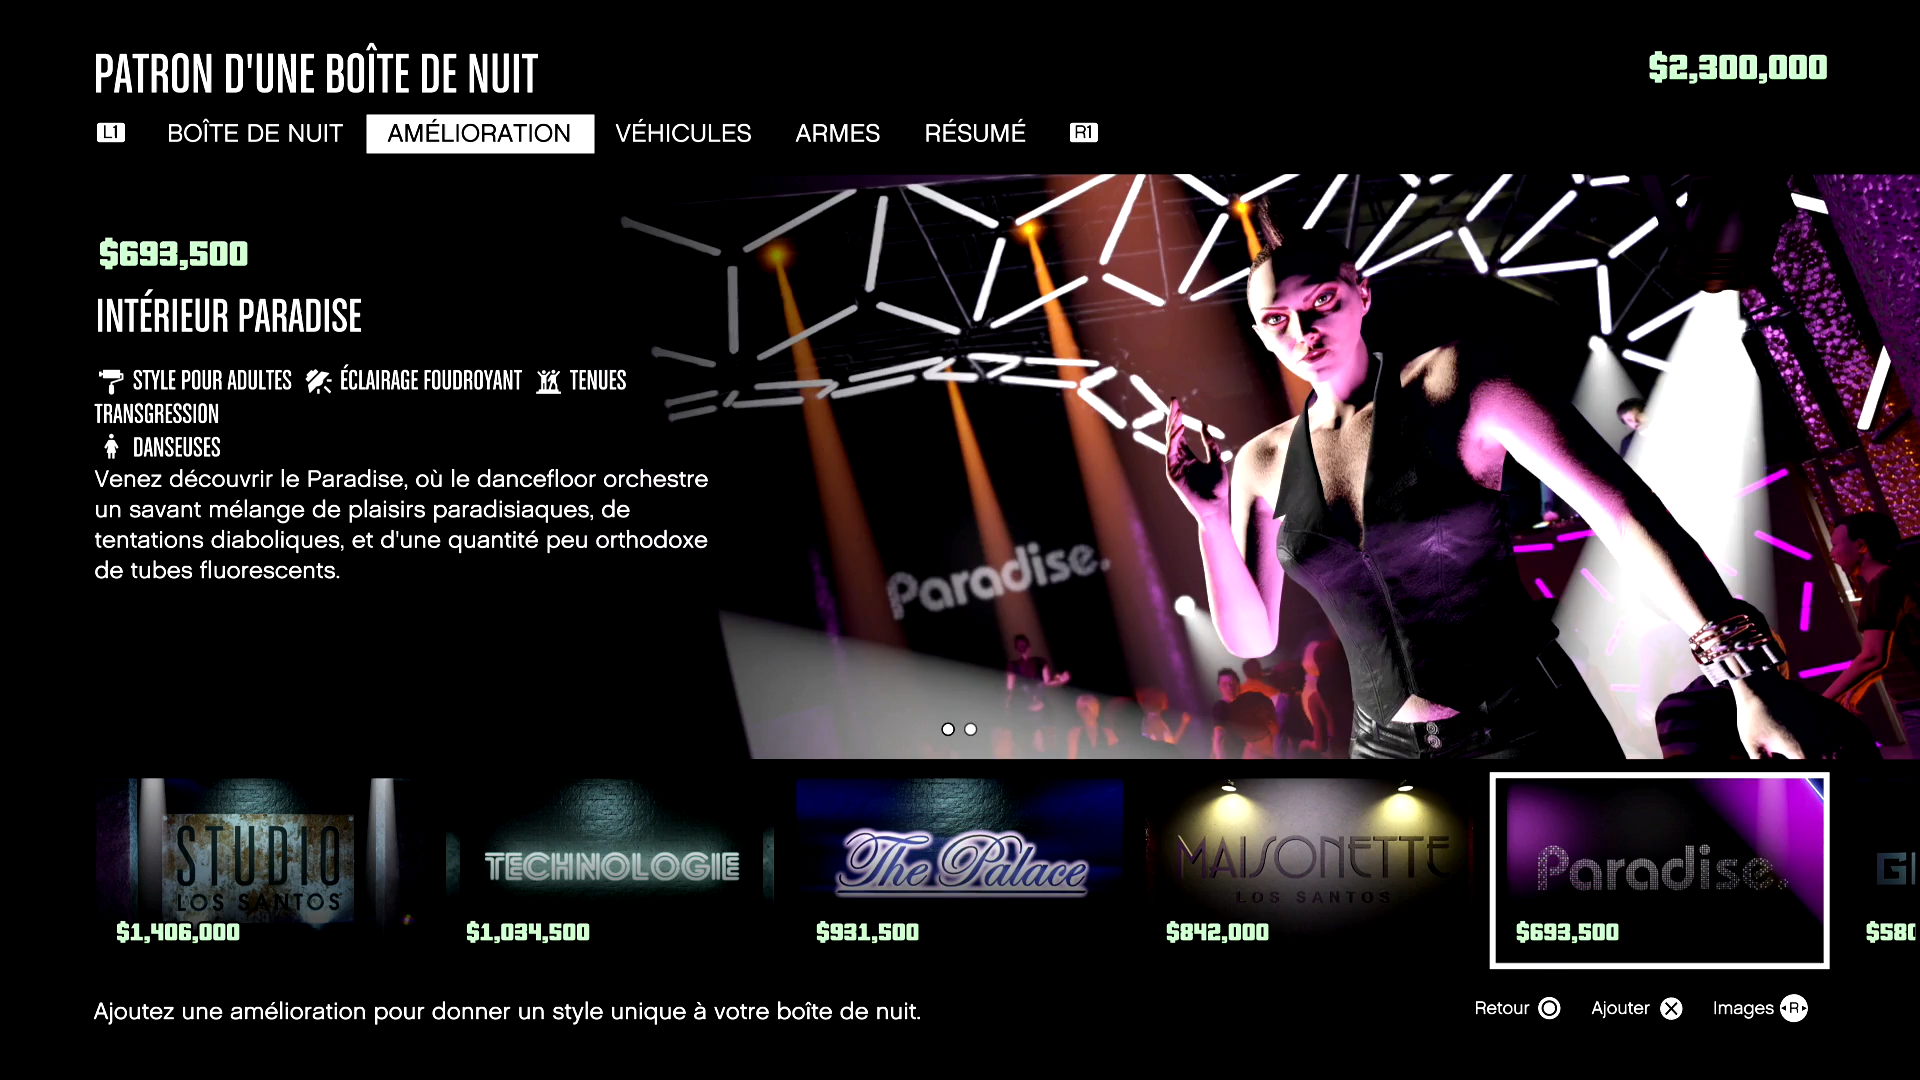 PATRON D'UNE BOÎTE DE NUIT
$2,300,000
L1 BOÎTE DE NUIT AMÉLIORATION VÉHICULES ARMES RÉSUMÉ R1
$693,500
INTÉRIEUR PARADISE
STYLE POUR ADULTES ÉCLAIRAGE FOUDROYANT TENUES
TRANSGRESSION
DANSEUSES
Venez découvrir le Paradise, où le dancefloor orchestre
un savant mélange de plaisirs paradisiaques, de
tentations diaboliques, et d'une quantité peu orthodoxe
de tubes fluorescents.
Paradise.
STUDIO
LOS SANTOS
$1,406,000
TECHNOLOGIE
$1,034,500
The Palace
$931,500
MAISONETTE
LOS SANTOS
$842,000
Paradise.
$693,500
$580
Ajoutez une amélioration pour donner un style unique à votre boîte de nuit.
Retour Ajouter Images R